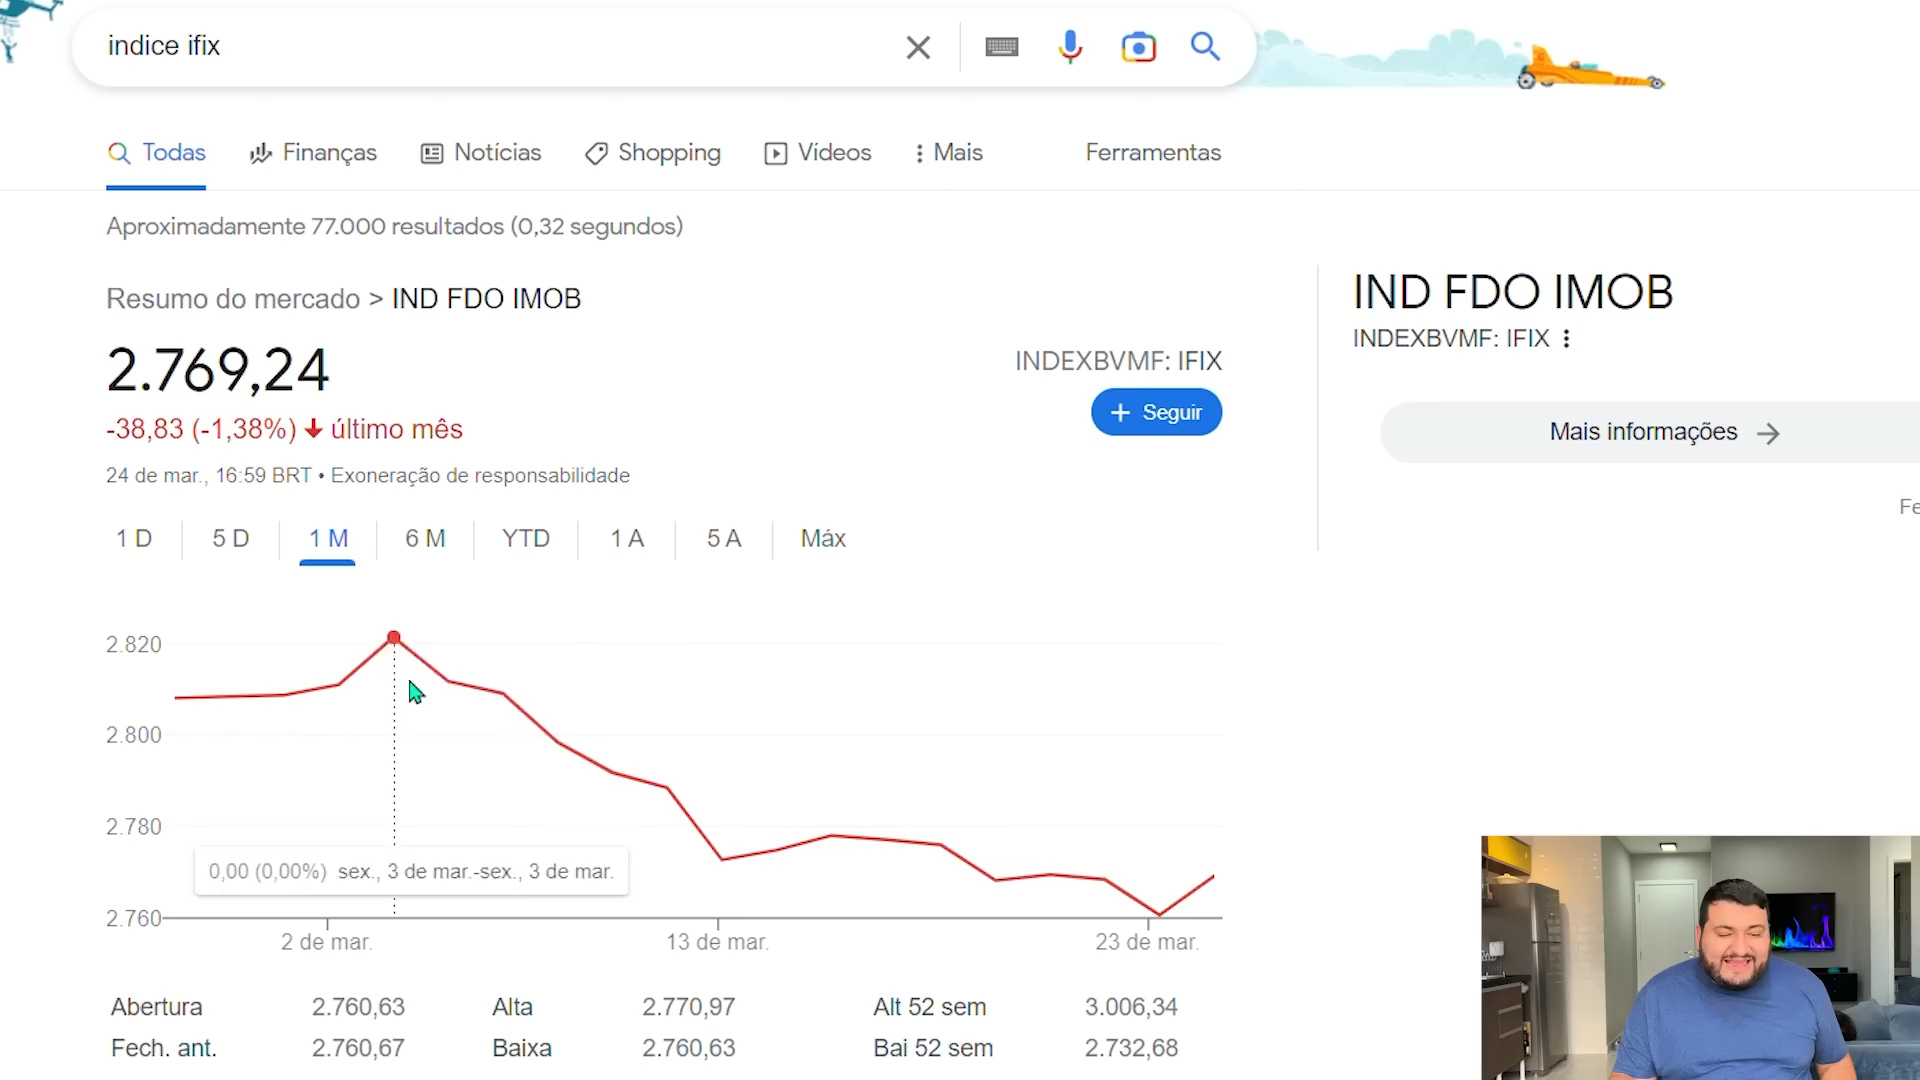 indice ifix
Todas Finanças Notícias Shopping Vídeos Mais Ferramentas
Aproximadamente 77.000 resultados (0,32 segundos)
Resumo do mercado > IND FDO IMOB
2.769,24
-38,83 (-1,38%) último mês
24 de mar., 16:59 BRT • Exoneração de responsabilidade
INDEXBVMF: IFIX
+ Seguir
IND FDO IMOB
INDEXBVMF: IFIX
Mais informações
Fe
1 D 5 D 1 M 6 M YTD 1 A 5 A Máx
2.820
2.800
2.780
2.760
0,00 (0,00%) sex., 3 de mar.-sex., 3 de mar.
2 de mar. 13 de mar. 23 de mar.
Abertura 2.760,63 Alta 2.770,97 Alt 52 sem 3.006,34
Fech. ant. 2.760,67 Baixa 2.760,63 Bai 52 sem 2.732,68